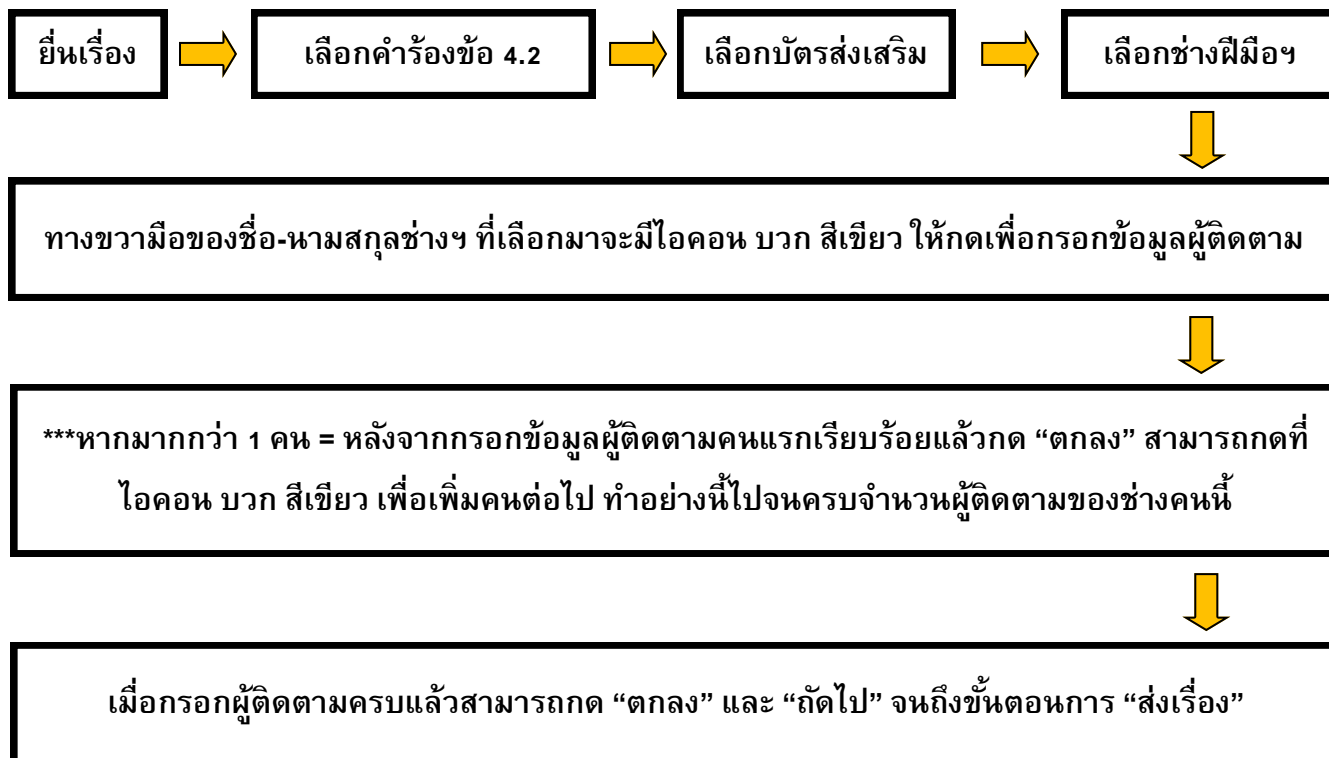 ยื่นเรื่อง
เลือกคำร้องข้อ 4.2
เลือกบัตรส่งเสริม
เลือกช่างฝีมือฯ
ทางขวามือของชื่อ-นามสกุลช่างฯ ที่เลือกมาจะมีไอคอน บวก สีเขียว ให้กดเพื่อกรอกข้อมูลผู้ติดตาม
***หากมากกว่า 1 คน = หลังจากกรอกข้อมูลผู้ติดตามคนแรกเรียบร้อยแล้วกด “ตกลง” สามารถกดที่
ไอคอน บวก สีเขียว เพื่อเพิ่มคนต่อไป ทำอย่างนี้ไปจนครบจำนวนผู้ติดตามของช่างคนนี้
เมื่อกรอกผู้ติดตามครบแล้วสามารถกด “ตกลง” และ “ถัดไป” จนถึงขั้นตอนการ “ส่งเรื่อง”